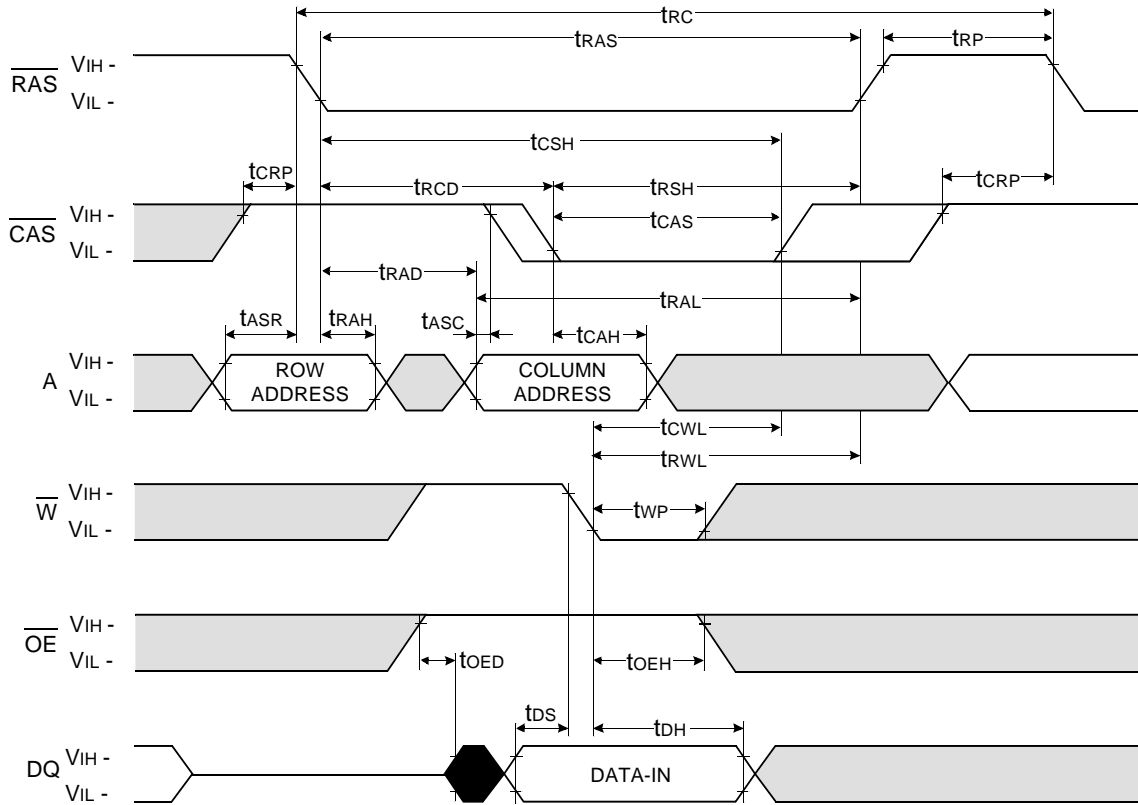 tRC
tRAS
tRP
RAS
VIH -
VIL -
tCSH
tCRP
tRCD
tRSH
tCRP
CAS
VIH -
VIL -
tCAS
tRAD
tRAL
tASR
tRAH
tASC
tCAH
A
VIH -
VIL -
ROW
ADDRESS
COLUMN
ADDRESS
tCWL
tRWL
W
VIH -
VIL -
tWP
OE
VIH -
VIL -
tOED
tOEH
tDS
tDH
DQ
VIH -
VIL -
DATA-IN